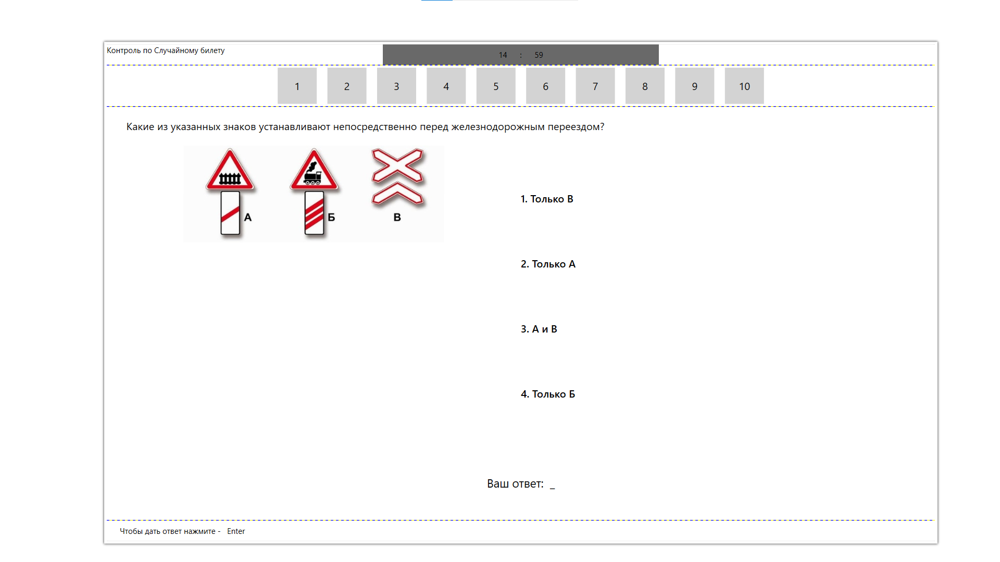 Контроль по Случайному билету
14 : 59
1 2 3 4 5 6 7 8 9 10
Какие из указанных знаков устанавливают непосредственно перед железнодорожным переездом?
А Б В
1. Только В
2. Только А
3. А и В
4. Только Б
Ваш ответ: _
Чтобы дать ответ нажмите - Enter